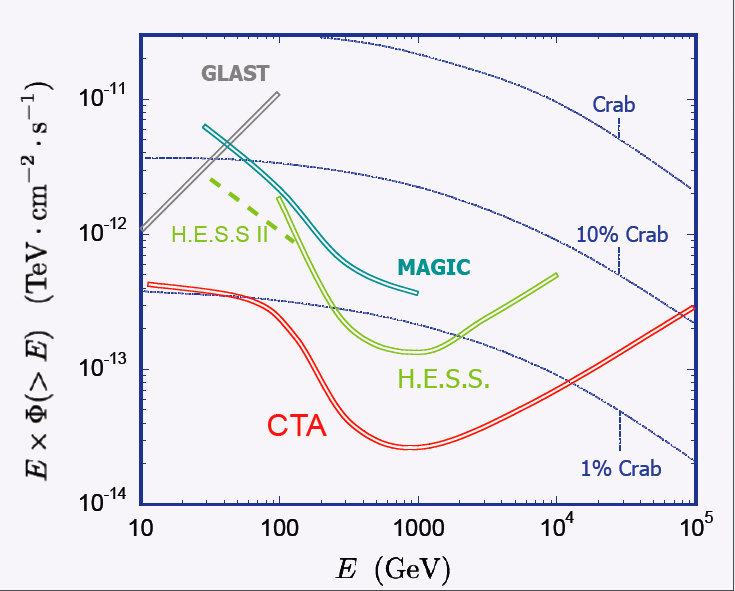 GLAST
10⁻¹¹
Crab
10⁻¹²
H.E.S.S II
10% Crab
MAGIC
10⁻¹³
H.E.S.S.
CTA
1% Crab
10⁻¹⁴
10 100 1000 10⁴ 10⁵
E (GeV)
E × Φ(> E) (TeV · cm⁻² · s⁻¹)